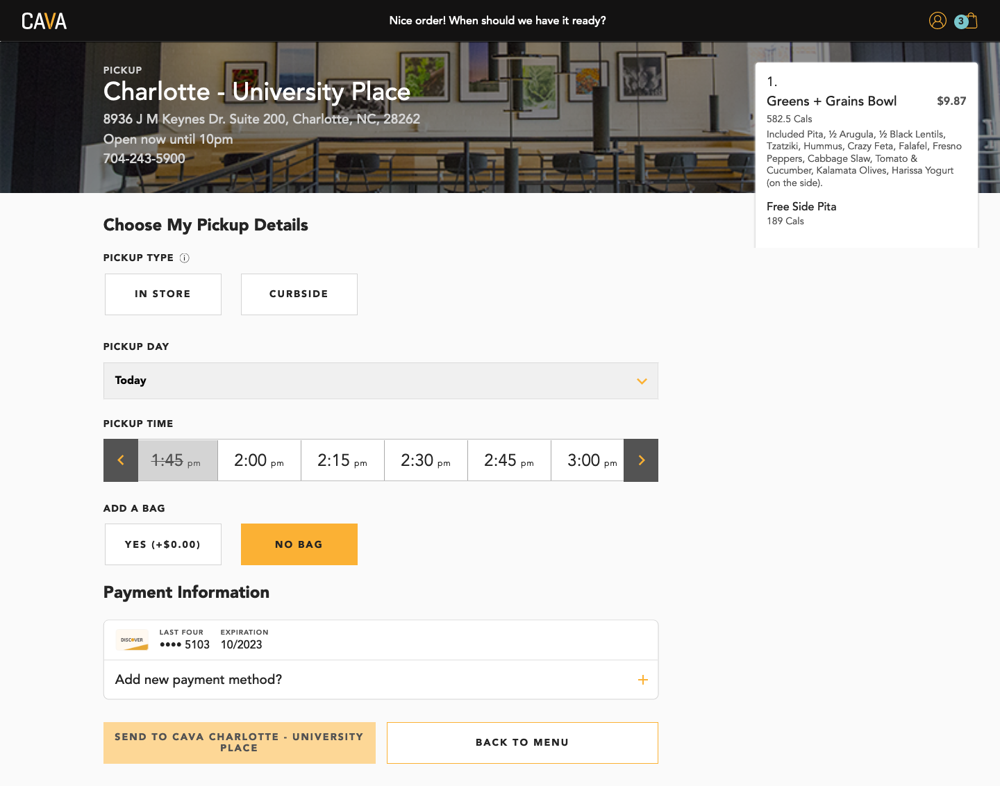 CAVA
Nice order! When should we have it ready?
3
PICKUP
Charlotte - University Place
8936 J M Keynes Dr. Suite 200, Charlotte, NC, 28262
Open now until 10pm
704-243-5900
1.
Greens + Grains Bowl $9.87
582.5 Cals
Included Pita, ½ Arugula, ½ Black Lentils,
Tzatziki, Hummus, Crazy Feta, Falafel, Fresno
Peppers, Cabbage Slaw, Tomato &
Cucumber, Kalamata Olives, Harissa Yogurt
(on the side).
Free Side Pita
189 Cals
Choose My Pickup Details
PICKUP TYPE
IN STORE CURBSIDE
PICKUP DAY
Today
PICKUP TIME
1:45 pm 2:00 pm 2:15 pm 2:30 pm 2:45 pm 3:00 pm
ADD A BAG
YES (+$0.00) NO BAG
Payment Information
DISCOVER
LAST FOUR EXPIRATION
•••• 5103 10/2023
Add new payment method? +
SEND TO CAVA CHARLOTTE - UNIVERSITY
PLACE
BACK TO MENU